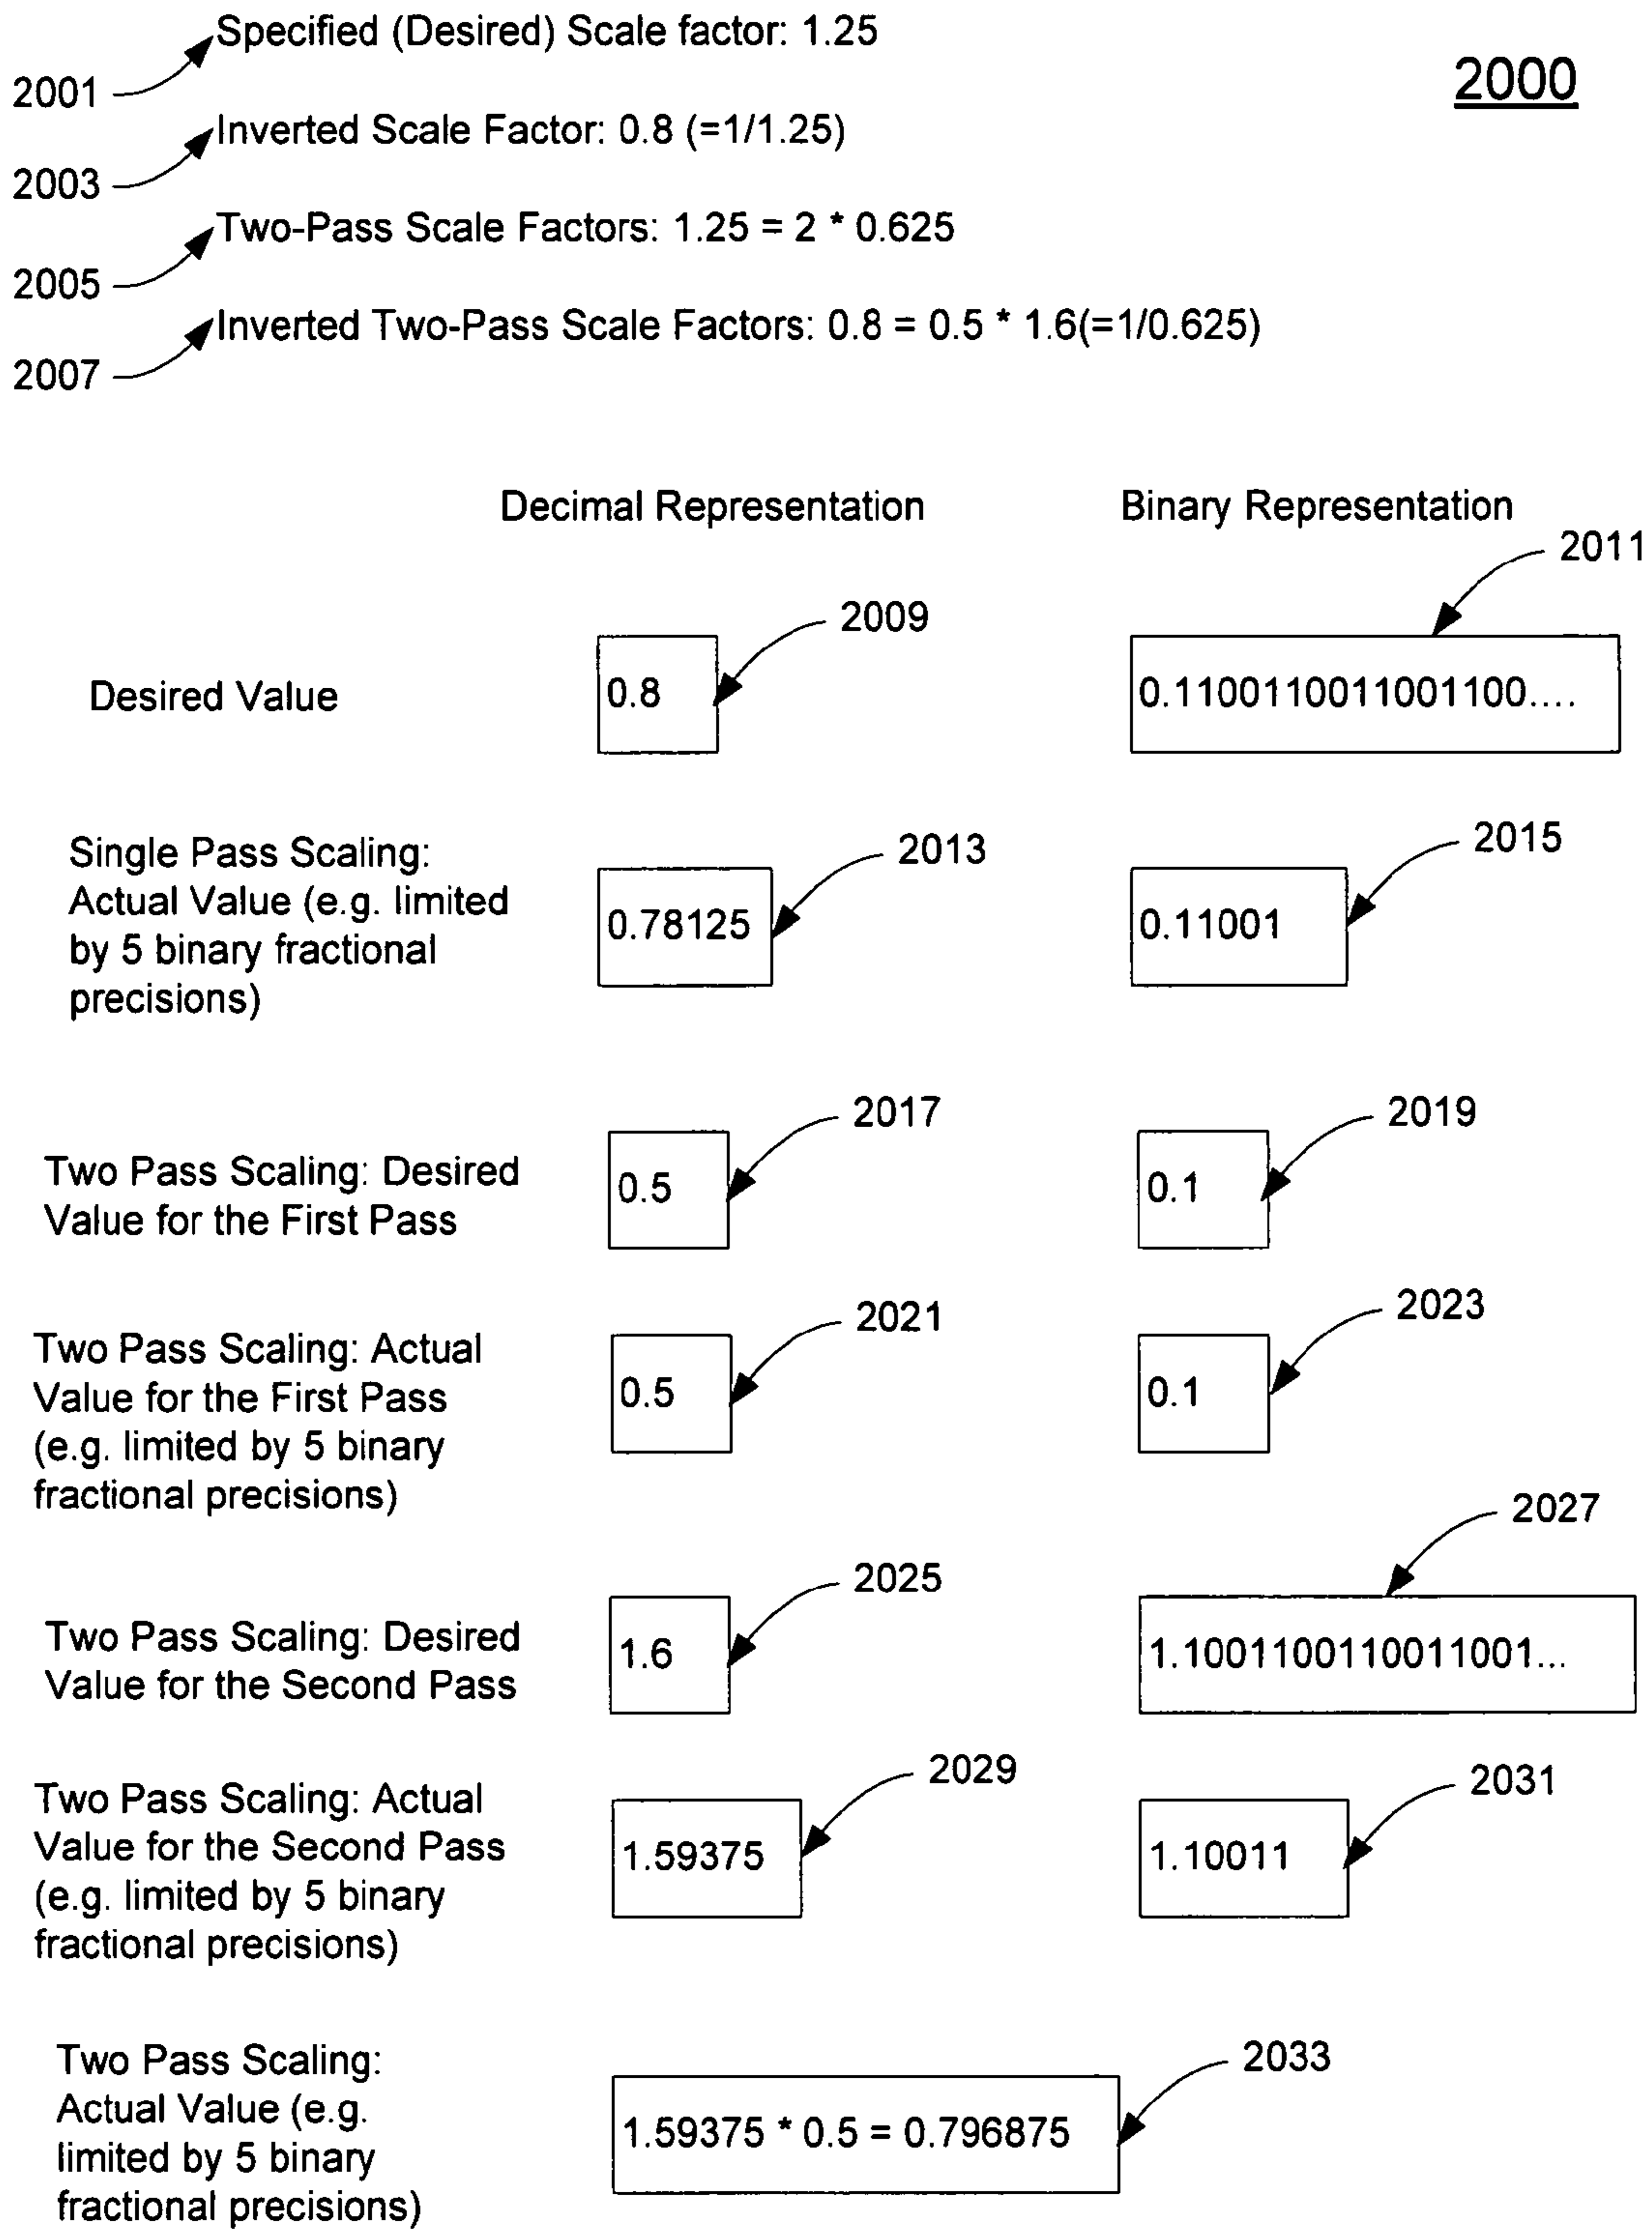 Specified (Desired) Scale factor: 1.25
2000
2001
Inverted Scale Factor: 0.8 (=1/1.25)
2003
Two-Pass Scale Factors: 1.25 = 2 * 0.625
2005
Inverted Two-Pass Scale Factors: 0.8 = 0.5 * 1.6(=1/0.625)
2007
Decimal Representation
Binary Representation
2011
2009
Desired Value
0.8
0.1100110011001100....
Single Pass Scaling:
Actual Value (e.g. limited
by 5 binary fractional
precisions)
2013
0.78125
2015
0.11001
2017
2019
Two Pass Scaling: Desired
Value for the First Pass
0.5
0.1
2021
2023
Two Pass Scaling: Actual
Value for the First Pass
(e.g. limited by 5 binary
fractional precisions)
0.5
0.1
2027
2025
Two Pass Scaling: Desired
Value for the Second Pass
1.6
1.1001100110011001...
2029
2031
Two Pass Scaling: Actual
Value for the Second Pass
(e.g. limited by 5 binary
fractional precisions)
1.59375
1.10011
2033
Two Pass Scaling:
Actual Value (e.g.
limited by 5 binary
fractional precisions)
1.59375 * 0.5 = 0.796875